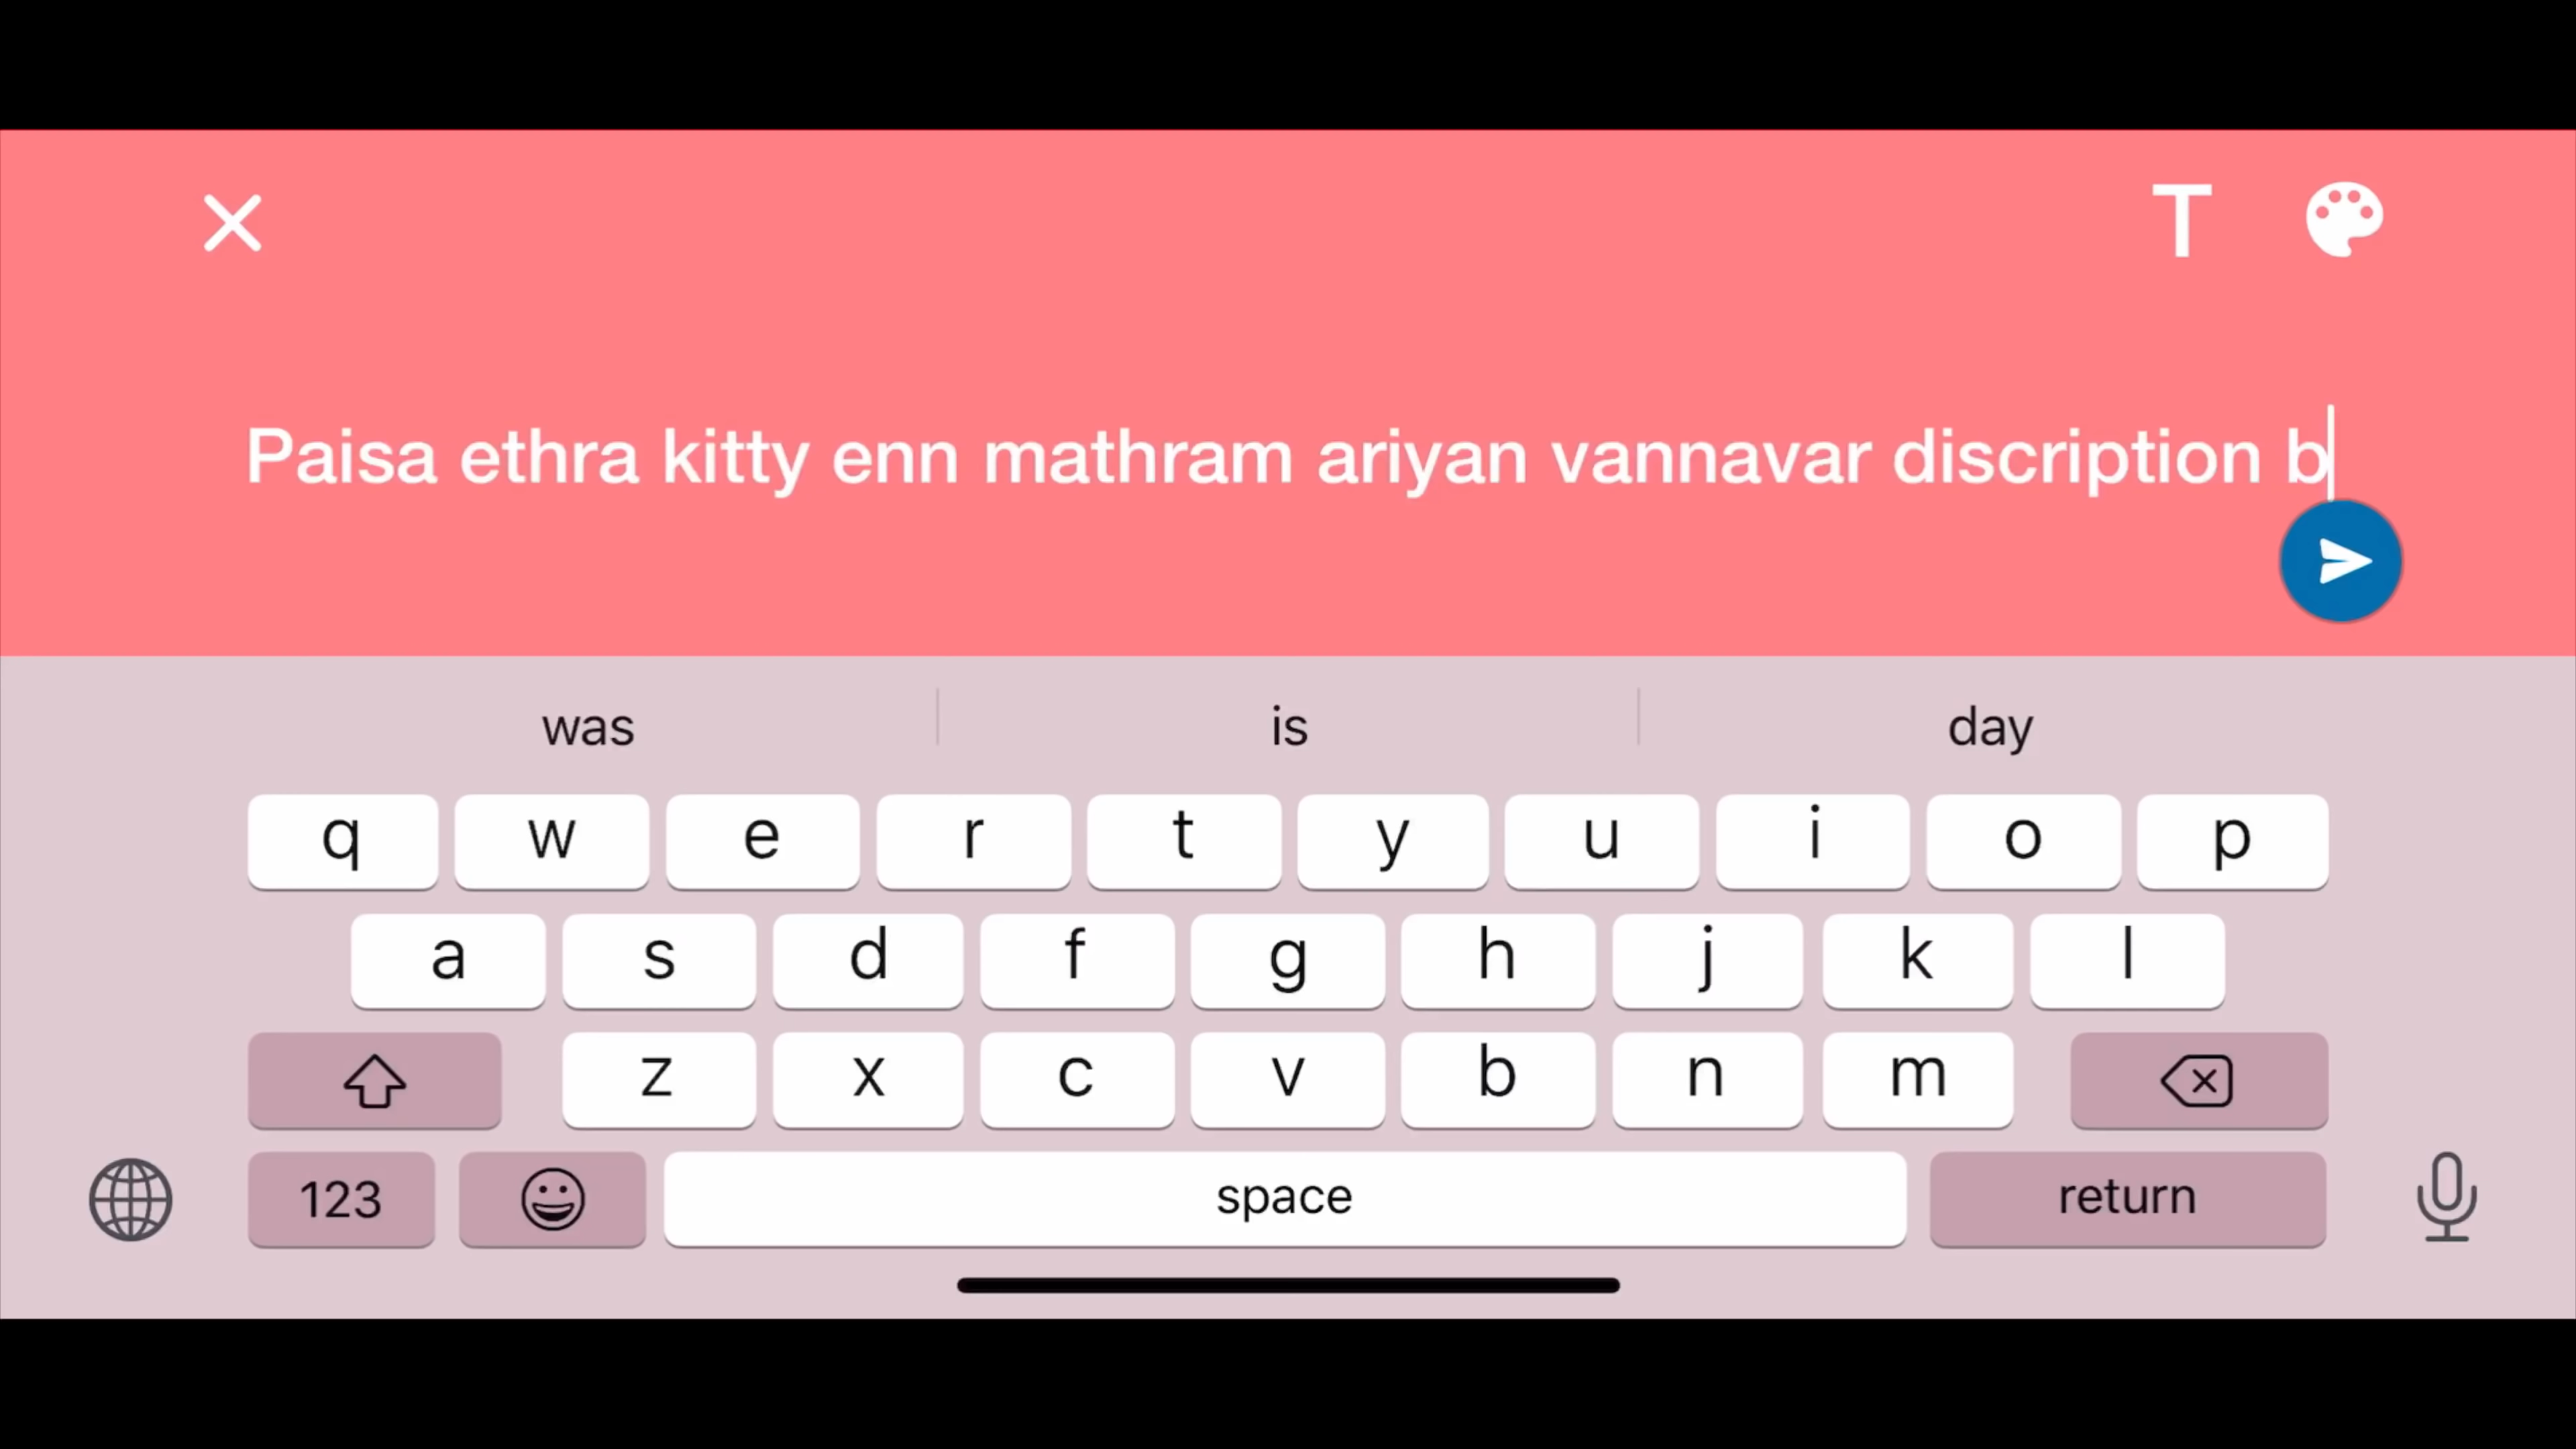 T
Paisa ethra kitty enn mathram ariyan vannavar discription b
was is day
q w e r t y u i o p
a s d f g h j k l
z x c v b n m
123 space return